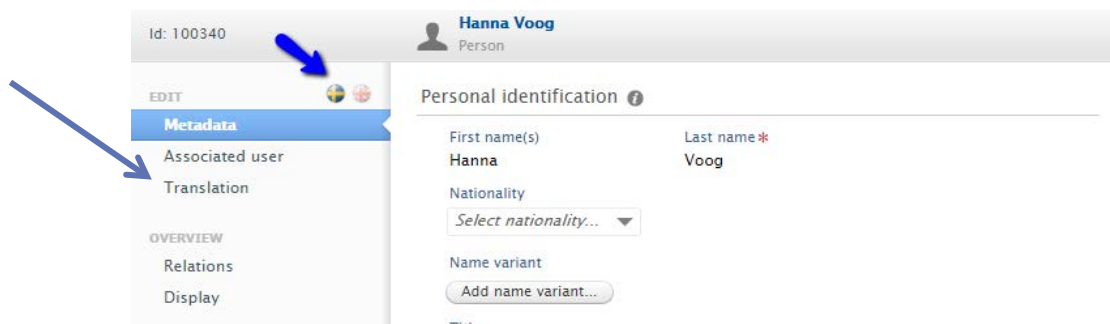 Id: 100340
Hanna Voog
Person
EDIT
Metadata
Associated user
Translation
OVERVIEW
Relations
Display
Personal identification
First name(s) Last name*
Hanna Voog
Nationality
Select nationality...
Name variant
Add name variant...